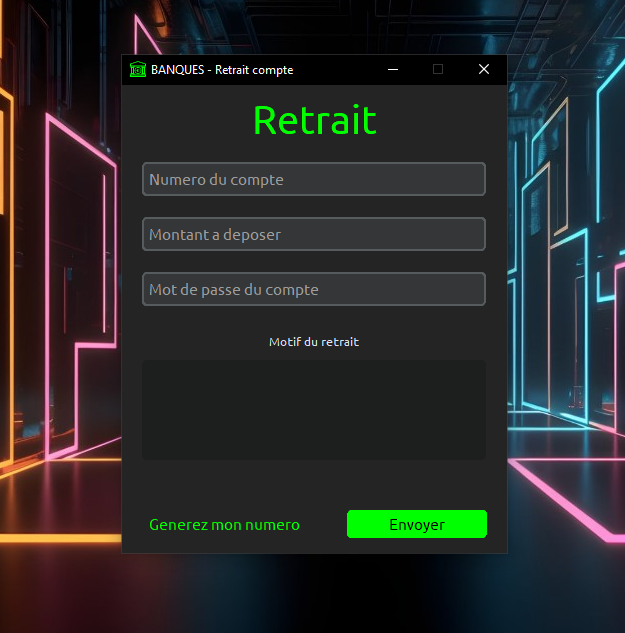 BANQUES - Retrait compte
Retrait
Numero du compte
Montant a deposer
Mot de passe du compte
Motif du retrait
Generez mon numero
Envoyer